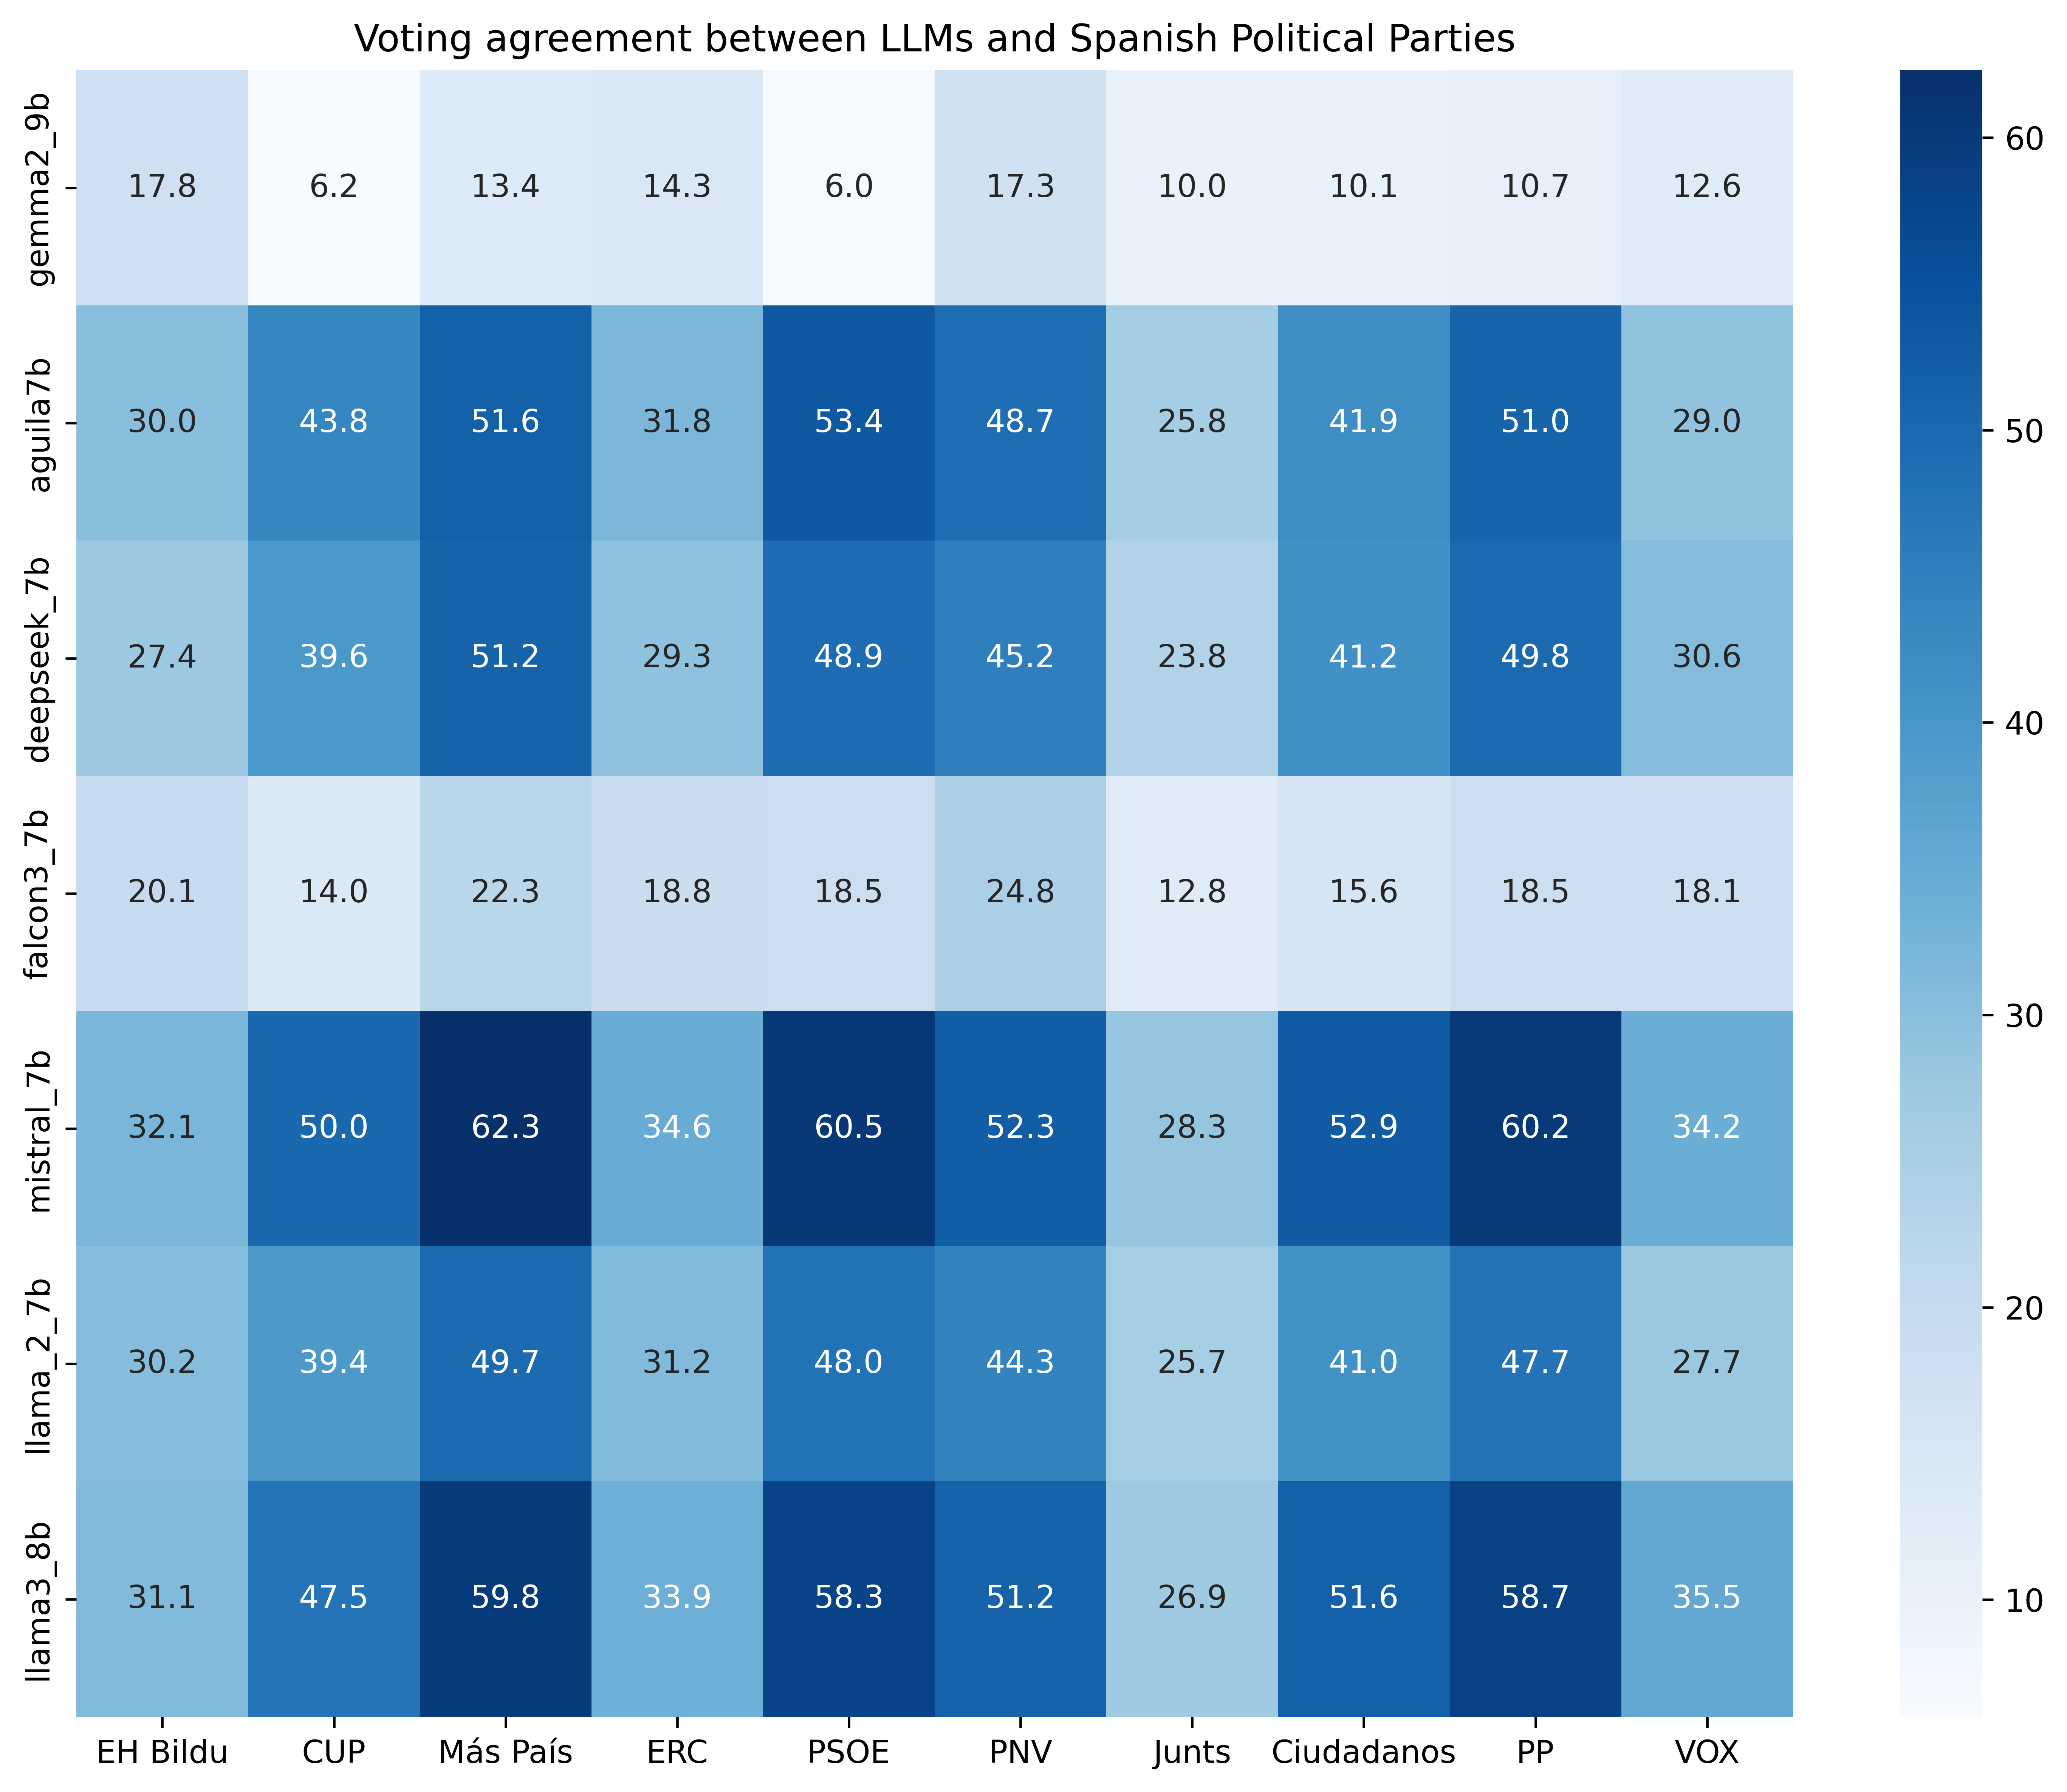 Voting agreement between LLMs and Spanish Political Parties
gemma2_9b 17.8 6.2 13.4 14.3 6.0 17.3 10.0 10.1 10.7 12.6
aguila7b 30.0 43.8 51.6 31.8 53.4 48.7 25.8 41.9 51.0 29.0
deepseek_7b 27.4 39.6 51.2 29.3 48.9 45.2 23.8 41.2 49.8 30.6
falcon3_7b 20.1 14.0 22.3 18.8 18.5 24.8 12.8 15.6 18.5 18.1
mistral_7b 32.1 50.0 62.3 34.6 60.5 52.3 28.3 52.9 60.2 34.2
llama_2_7b 30.2 39.4 49.7 31.2 48.0 44.3 25.7 41.0 47.7 27.7
llama3_8b 31.1 47.5 59.8 33.9 58.3 51.2 26.9 51.6 58.7 35.5
EH Bildu CUP Más País ERC PSOE PNV Junts Ciudadanos PP VOX
60
50
40
30
20
10